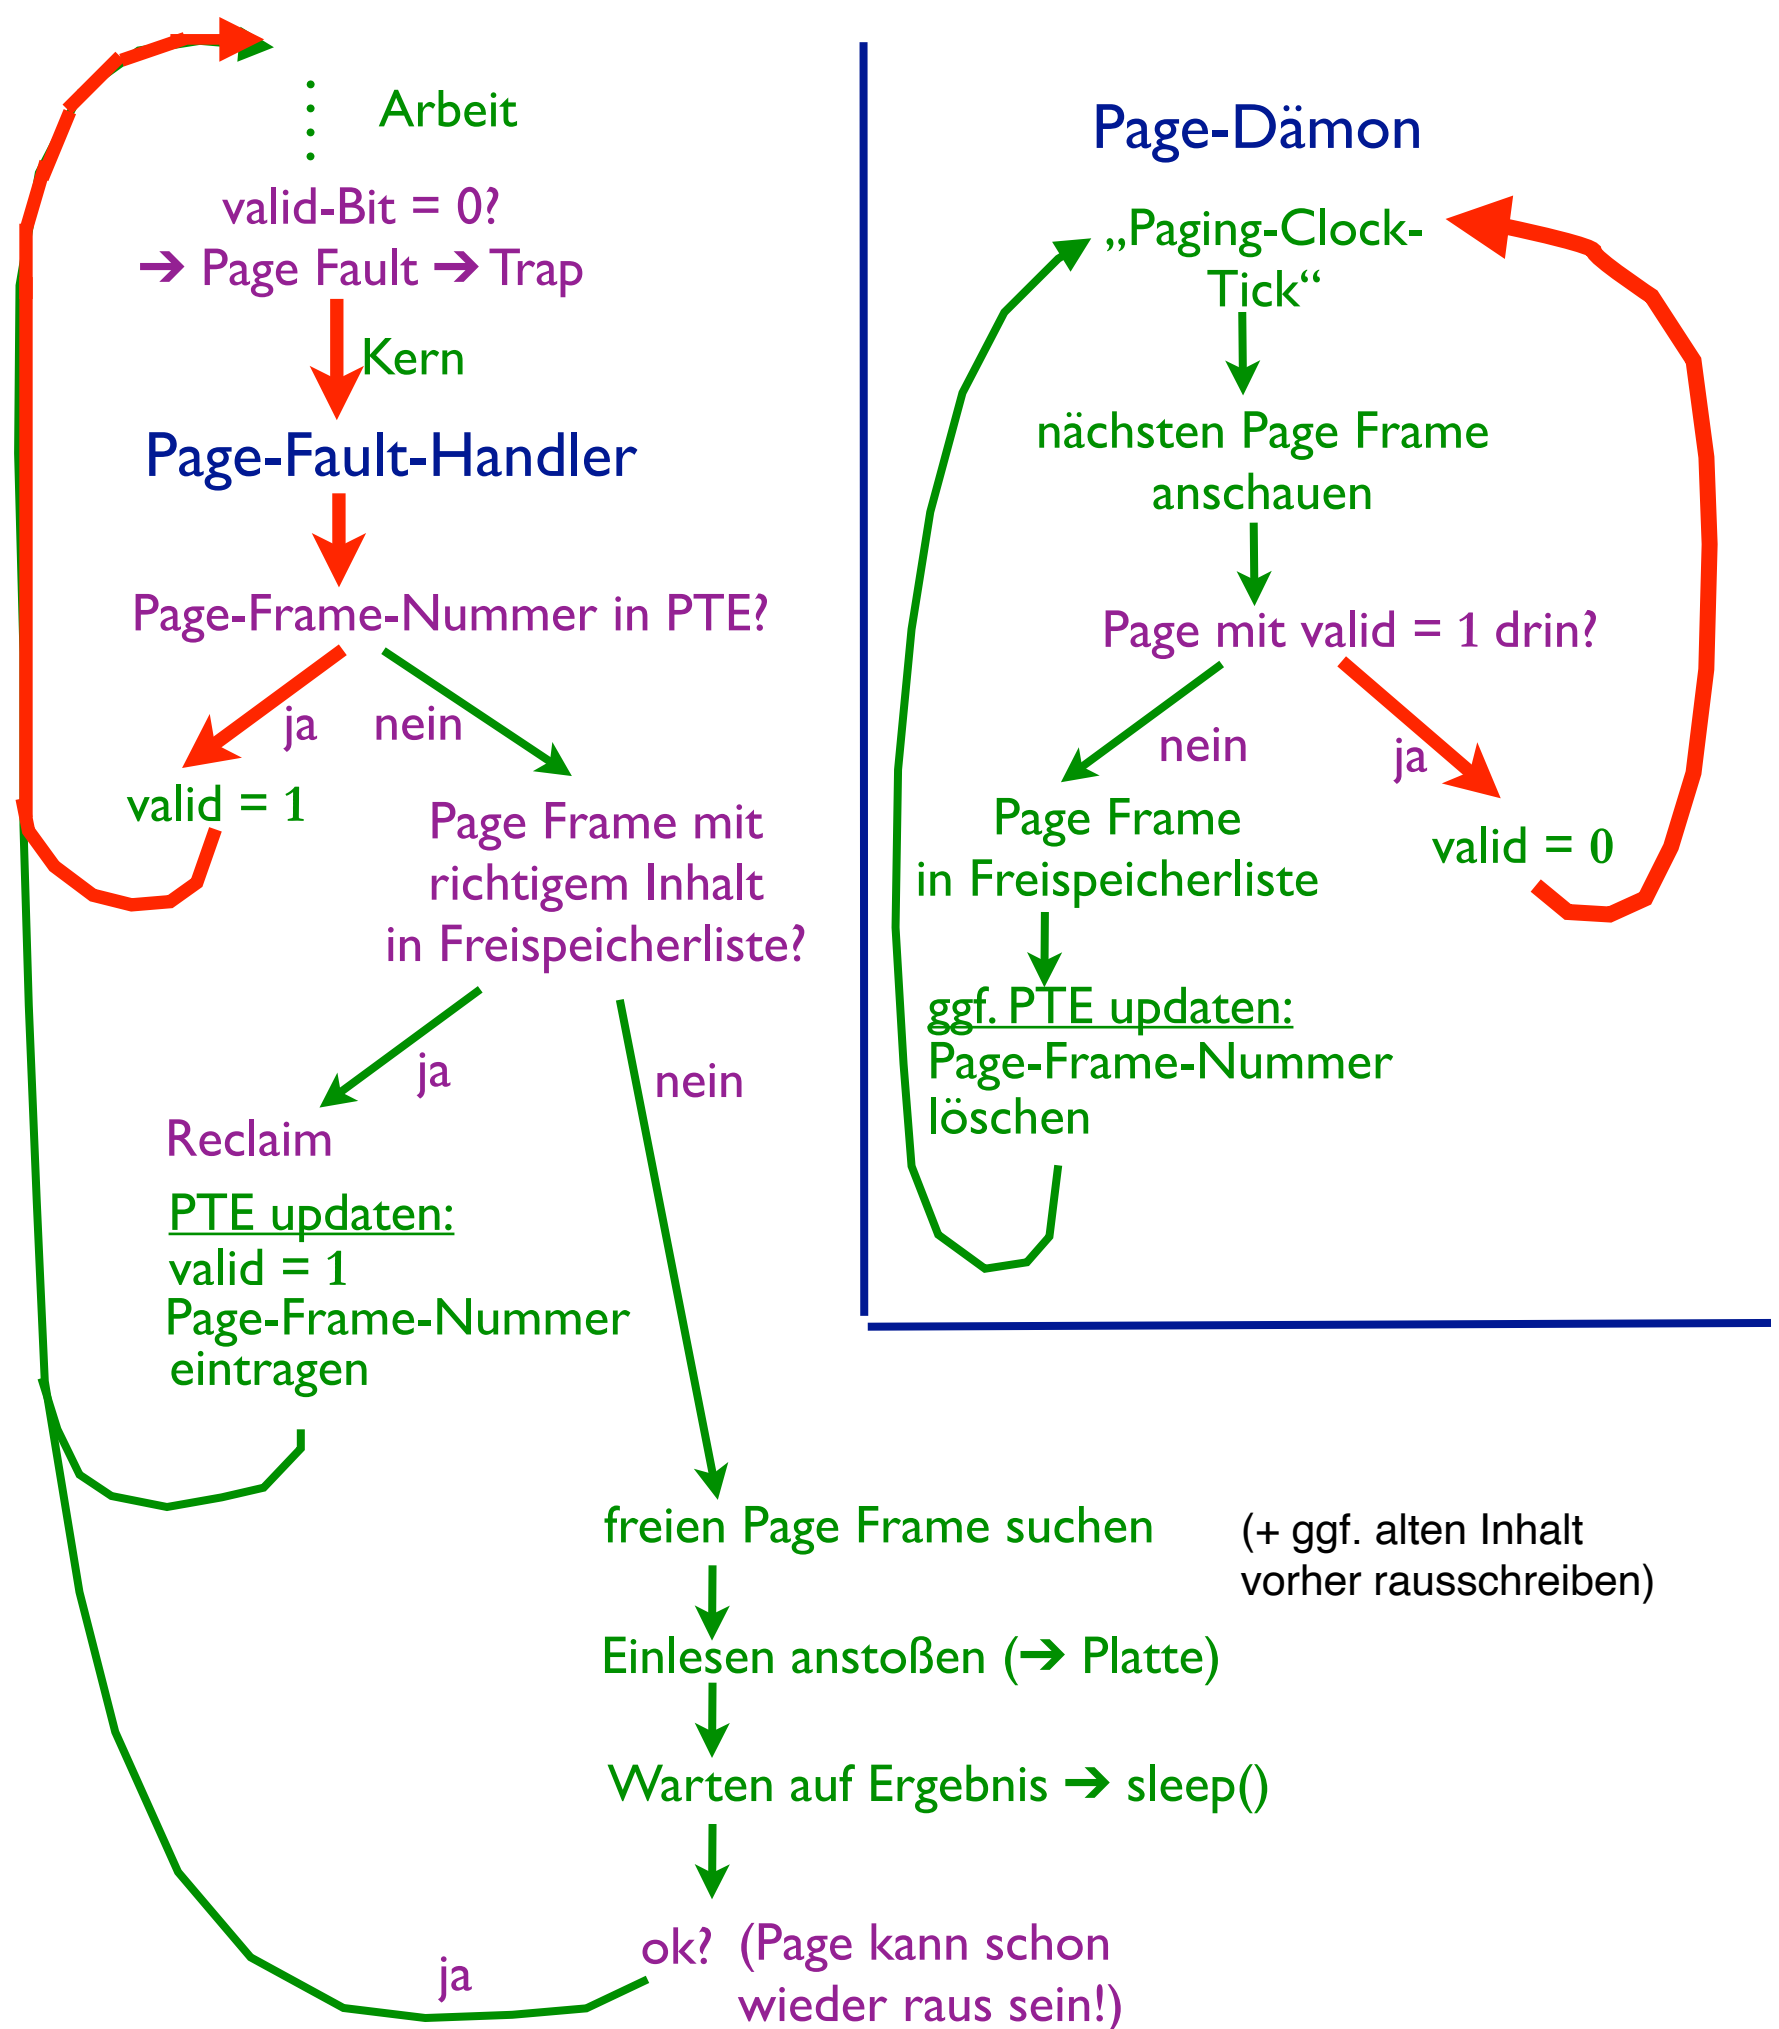 Arbeit
valid-Bit = 0?
➔ Page Fault ➔ Trap
Kern
Page-Fault-Handler
Page-Frame-Nummer in PTE?
ja
nein
valid = 1
Page Frame mit
richtigem Inhalt
in Freispeicherliste?
ja
nein
Reclaim
PTE updaten:
valid = 1
Page-Frame-Nummer
eintragen
freien Page Frame suchen
(+ ggf. alten Inhalt
vorher rausschreiben)
Einlesen anstoßen (➔ Platte)
Warten auf Ergebnis ➔ sleep()
ok? (Page kann schon
wieder raus sein!)
ja
Page-Dämon
„Paging-Clock-
Tick“
nächsten Page Frame
anschauen
Page mit valid = 1 drin?
nein
ja
Page Frame
in Freispeicherliste
valid = 0
ggf. PTE updaten:
Page-Frame-Nummer
löschen